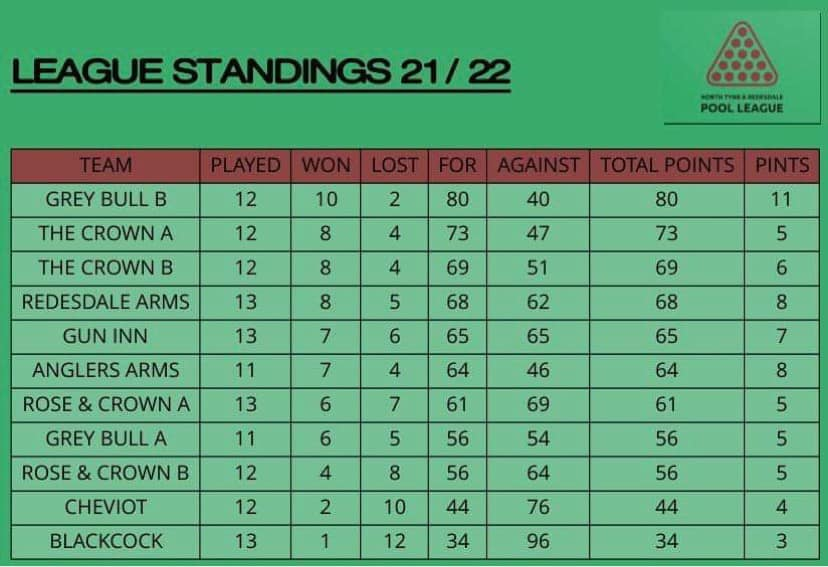 LEAGUE STANDINGS 21/ 22
NORTH TYNE & REDESDALE
POOL LEAGUE
TEAM PLAYED WON LOST FOR AGAINST TOTAL POINTS PINTS
GREY BULL B 12 10 2 80 40 80 11
THE CROWN A 12 8 4 73 47 73 5
THE CROWN B 12 8 4 69 51 69 6
REDESDALE ARMS 13 8 5 68 62 68 8
GUN INN 13 7 6 65 65 65 7
ANGLERS ARMS 11 7 4 64 46 64 8
ROSE & CROWN A 13 6 7 61 69 61 5
GREY BULL A 11 6 5 56 54 56 5
ROSE & CROWN B 12 4 8 56 64 56 5
CHEVIOT 12 2 10 44 76 44 4
BLACKCOCK 13 1 12 34 96 34 3